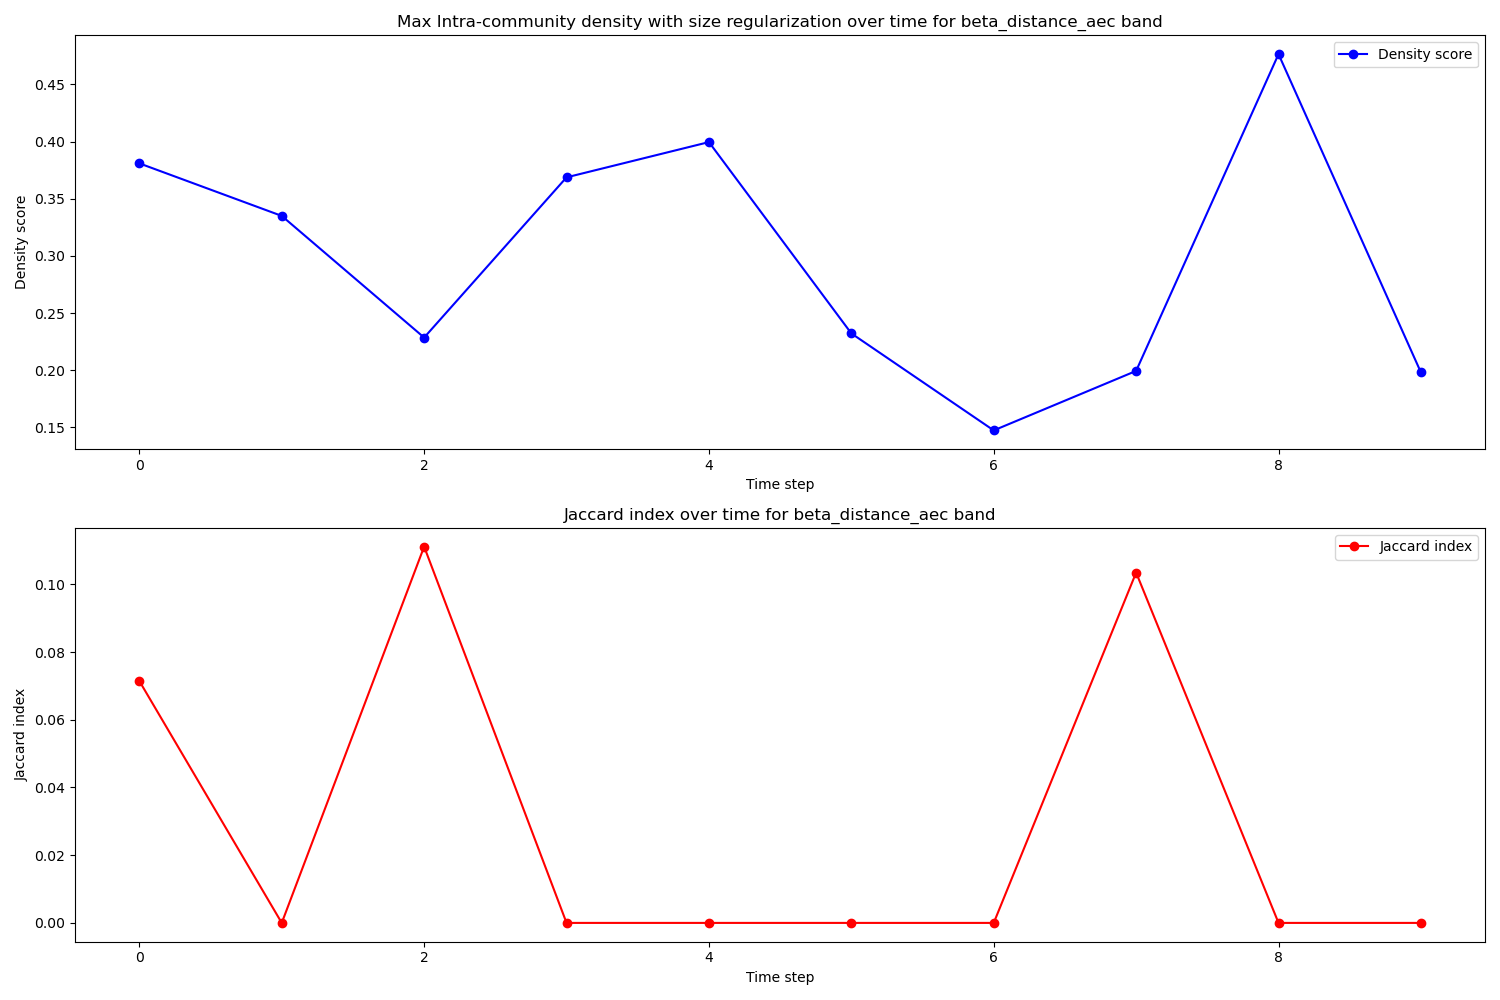 Max Intra-community density with size regularization over time for beta_distance_aec band
Density score
0.45
0.40
0.35
0.30
0.25
0.20
0.15
Density score
0
2
4
6
8
Time step
Jaccard index over time for beta_distance_aec band
Jaccard index
0.10
0.08
0.06
0.04
0.02
0.00
Jaccard index
0
2
4
6
8
Time step